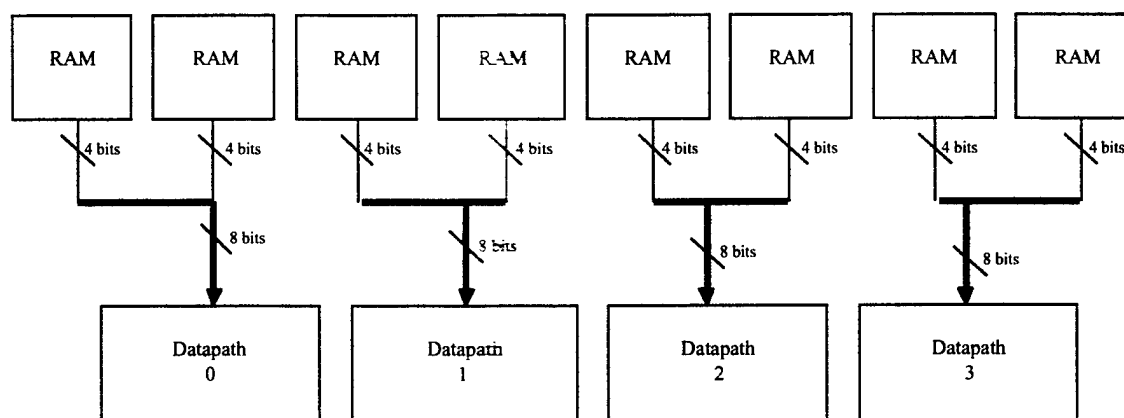 RAM RAM RAM RAM RAM RAM RAM RAM
4 bits 4 bits 4 bits 4 bits 4 bits 4 bits 4 bits 4 bits
8 bits 8 bits 8 bits 8 bits
Datapath Datapath Datapath Datapath
0 1 2 3